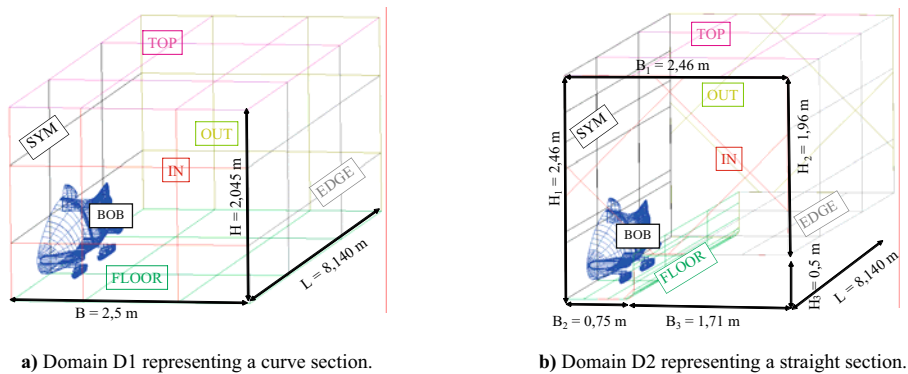 TOP
SYM
OUT
IN
H = 2,045 m
EDGE
BOB
FLOOR
L = 8,140 m
B = 2,5 m
a) Domain D1 representing a curve section.
TOP
B₁ = 2,46 m
OUT
SYM
H₁ = 2,46 m
H₂ = 1,96 m
IN
EDGE
BOB
FLOOR
H₃ = 0,5 m
L = 8,140 m
B₂ = 0,75 m
B₃ = 1,71 m
b) Domain D2 representing a straight section.